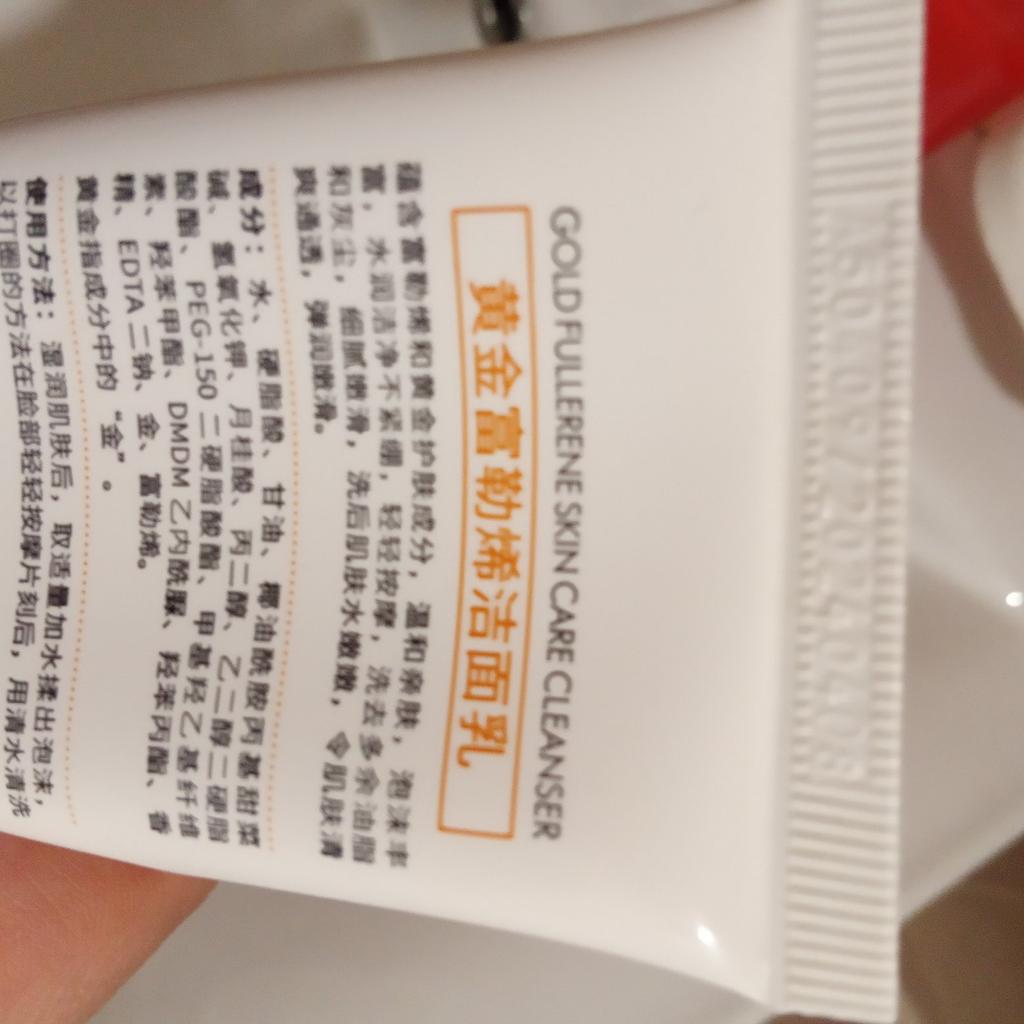 GOLD FULLERENE SKIN CARE CLEANSER
黄金富勒烯洁面乳
蕴含富勒烯和黄金护肤成分，温和亲肤，泡沫丰
富，水润洁净不紧绷，轻轻按摩，洗去多余油脂
和灰尘，细腻嫩滑，洗后肌肤水嫩嫩，令肌肤清
爽通透，弹润嫩滑。
成分：水、硬脂酸、甘油、椰油酰胺丙基甜菜
碱、氢氧化钾、月桂酸、丙二醇、乙二醇二硬脂
酸酯、PEG-150二硬脂酸酯、甲基羟乙基纤维
素、羟苯甲酯、DMDM乙内酰脲、羟苯丙酯、香
精、EDTA二钠、金、富勒烯。
黄金指成分中的“金”。
使用方法：湿润肌肤后，取适量加水揉出泡沫，
以打圈的方法在脸部轻轻按摩片刻后，用清水清洗